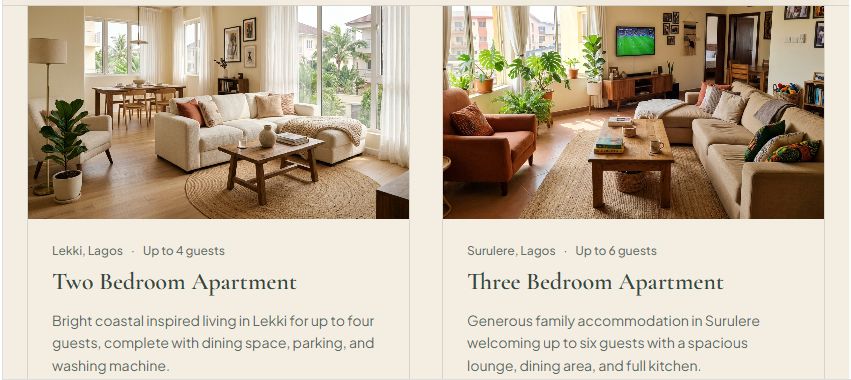 Lekki, Lagos · Up to 4 guests
Two Bedroom Apartment
Bright coastal inspired living in Lekki for up to four
guests, complete with dining space, parking, and
washing machine.
Surulere, Lagos · Up to 6 guests
Three Bedroom Apartment
Generous family accommodation in Surulere
welcoming up to six guests with a spacious
lounge, dining area, and full kitchen.